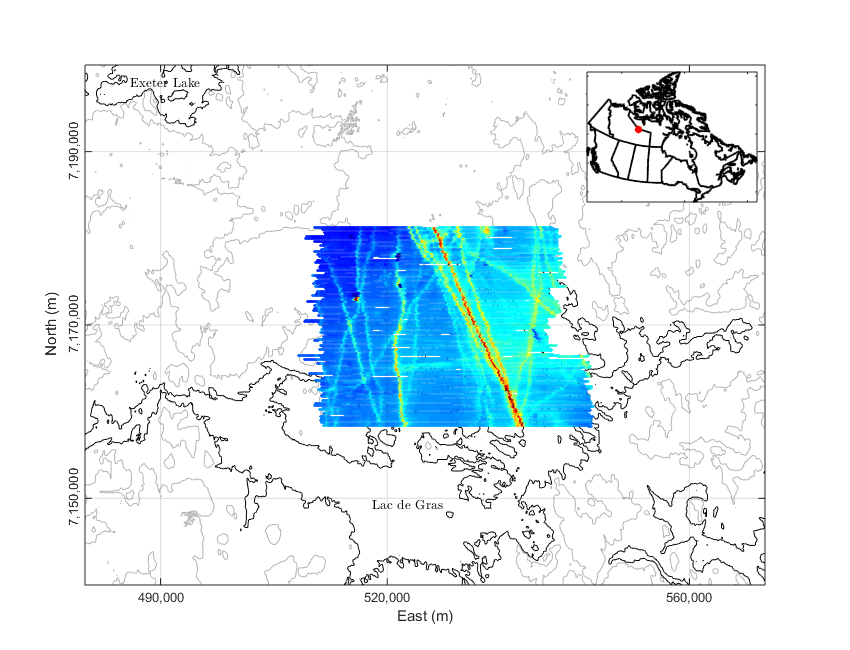 Exeter Lake
7,190,000
7,170,000
7,150,000
North (m)
Lac de Gras
490,000
520,000
560,000
East (m)